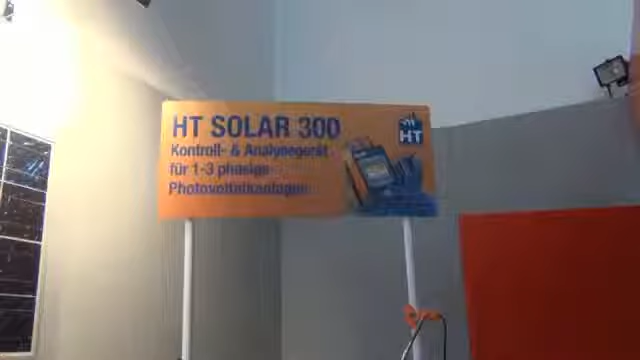 HT SOLAR 300
HT
Kontroll- & Analysegerät
für 1-3 phasige
Photovoltaikanlagen